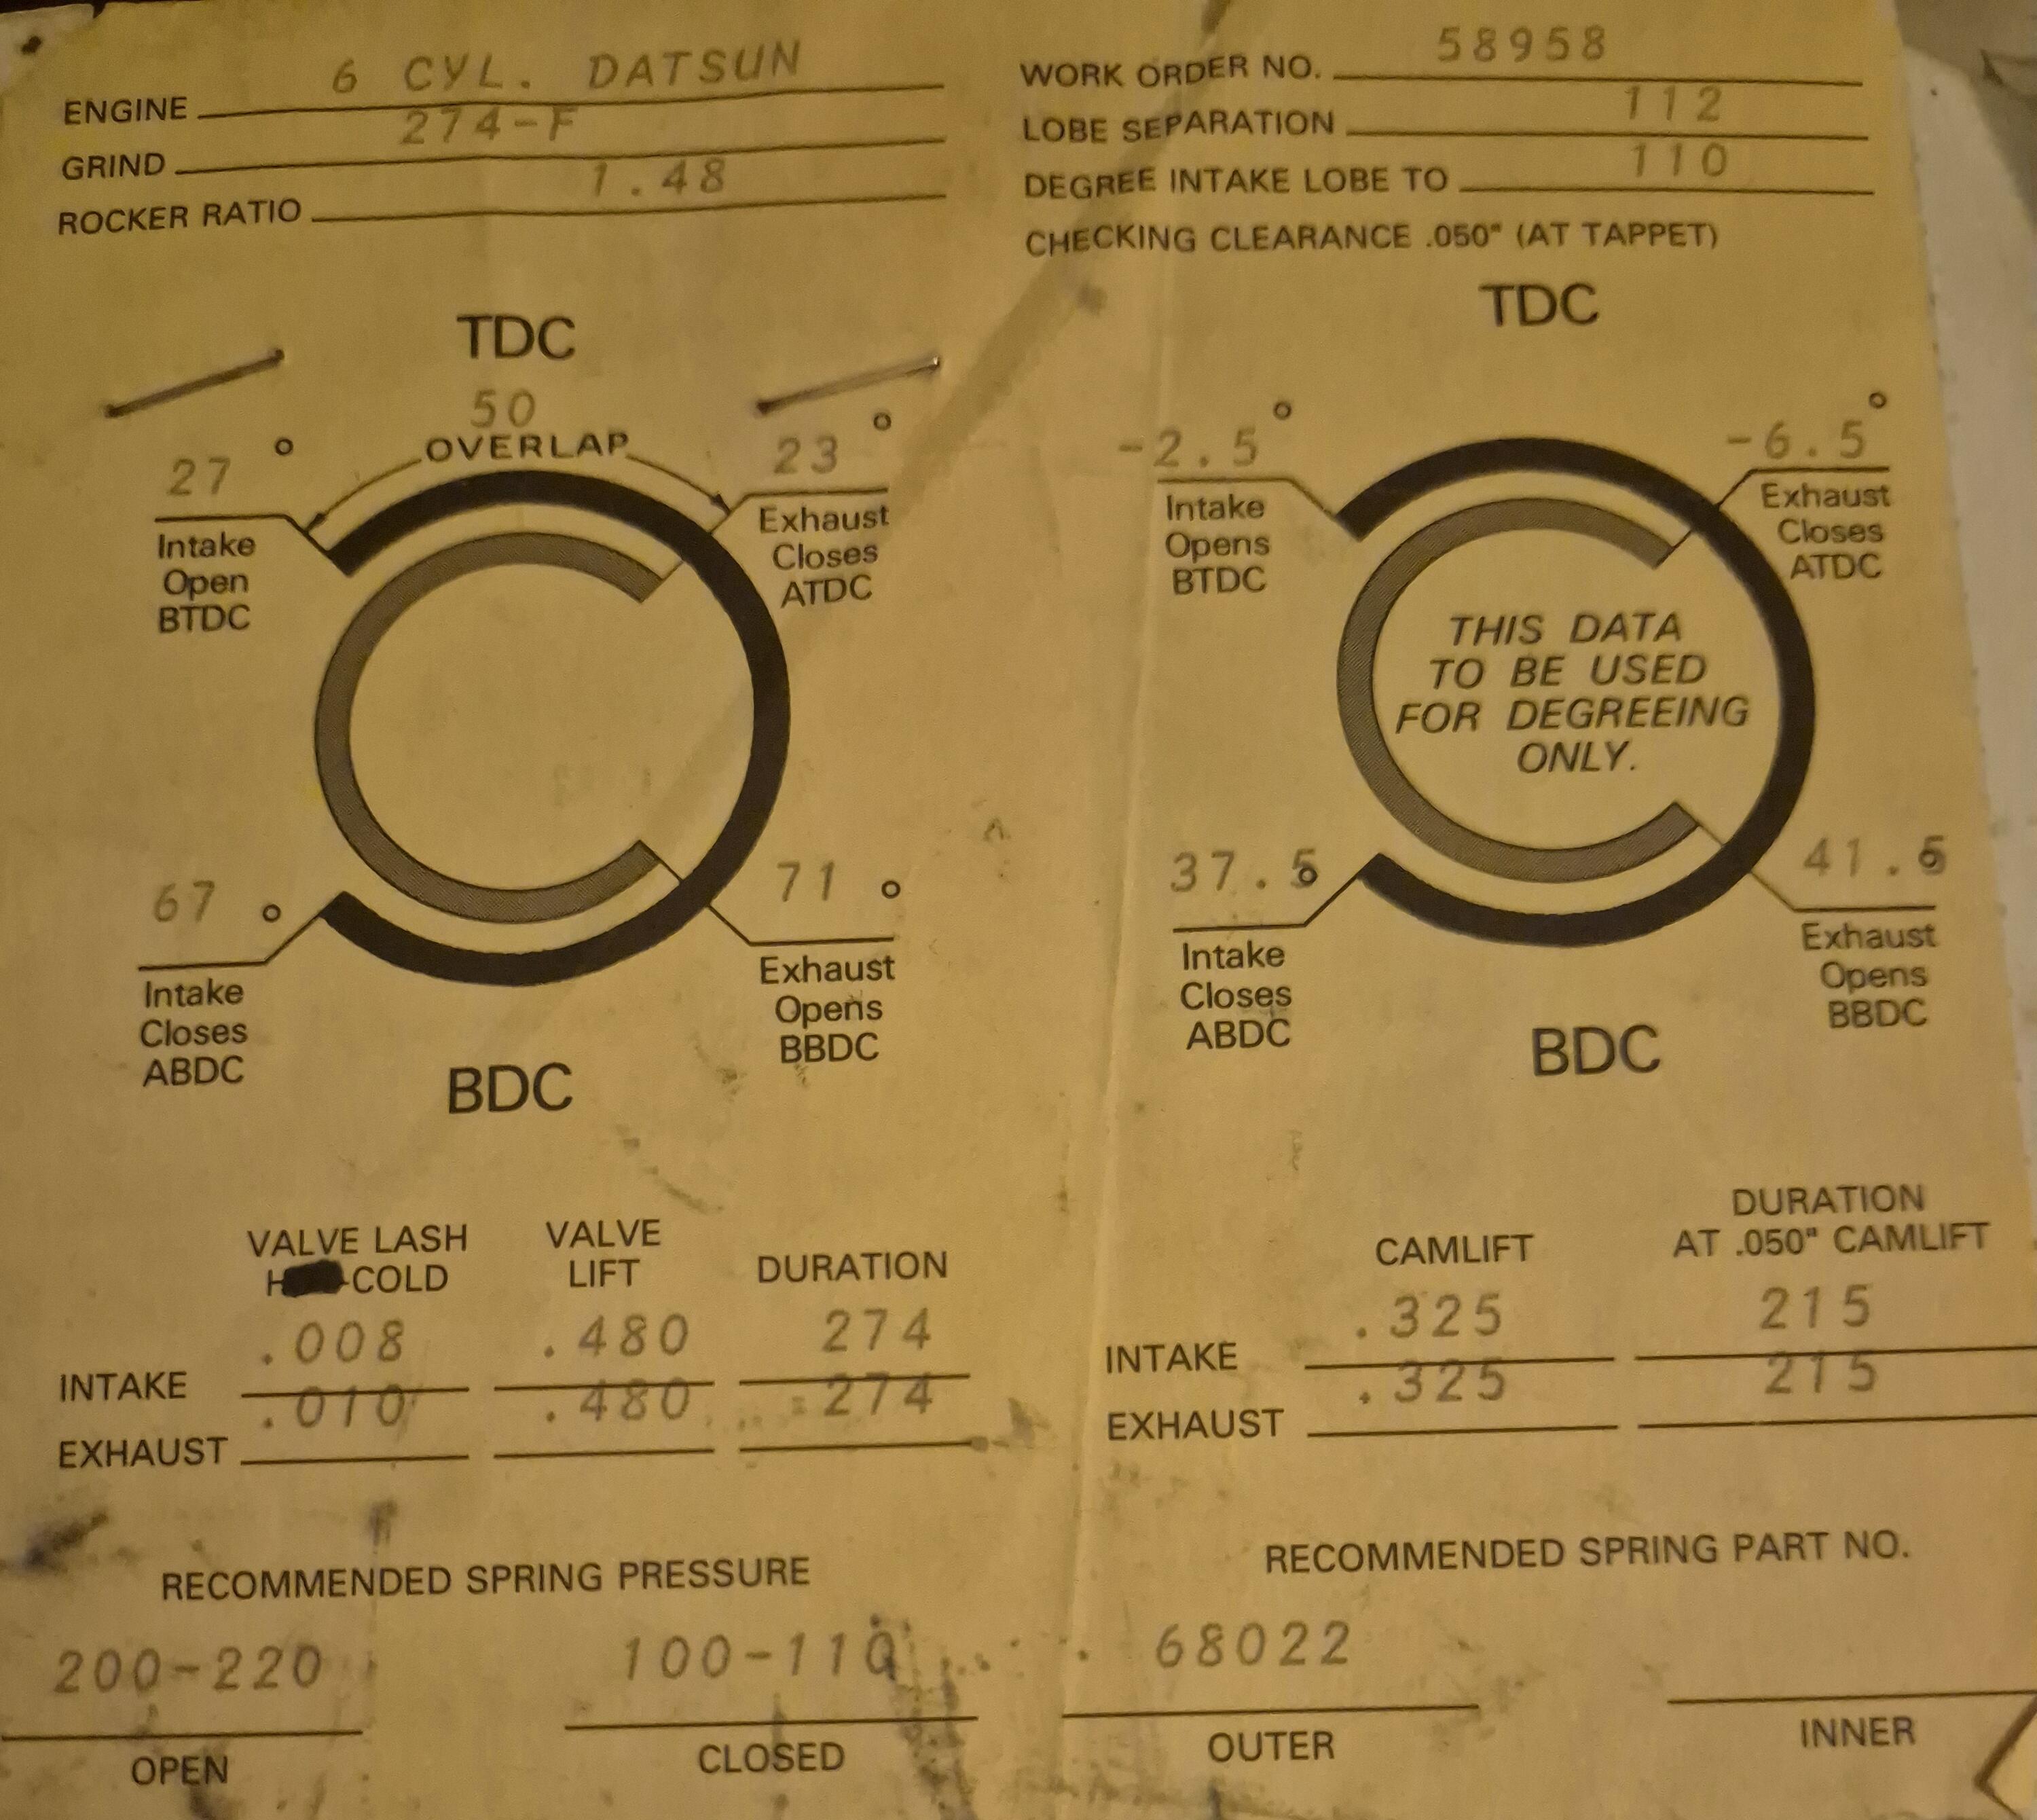 ENGINE 6 CYL. DATSUN
GRIND 274-F
ROCKER RATIO 1.48
WORK ORDER NO. 58958
LOBE SEPARATION 112
DEGREE INTAKE LOBE TO 110
CHECKING CLEARANCE .050" (AT TAPPET)
TDC
50
OVERLAP
27°
Intake
Open
BTDC
23°
Exhaust
Closes
ATDC
67°
Intake
Closes
ABDC
71°
Exhaust
Opens
BBDC
BDC
TDC
-2.5°
Intake
Opens
BTDC
-6.5°
Exhaust
Closes
ATDC
THIS DATA
TO BE USED
FOR DEGREEING
ONLY.
37.5°
Intake
Closes
ABDC
41.5°
Exhaust
Opens
BBDC
BDC
VALVE LASH VALVE DURATION
COLD LIFT
INTAKE .008 .480 274
EXHAUST .010 .480 274
CAMLIFT DURATION
AT .050" CAMLIFT
INTAKE .325 215
EXHAUST .325 215
RECOMMENDED SPRING PRESSURE
200-220 100-110
OPEN CLOSED
RECOMMENDED SPRING PART NO.
68022
OUTER INNER